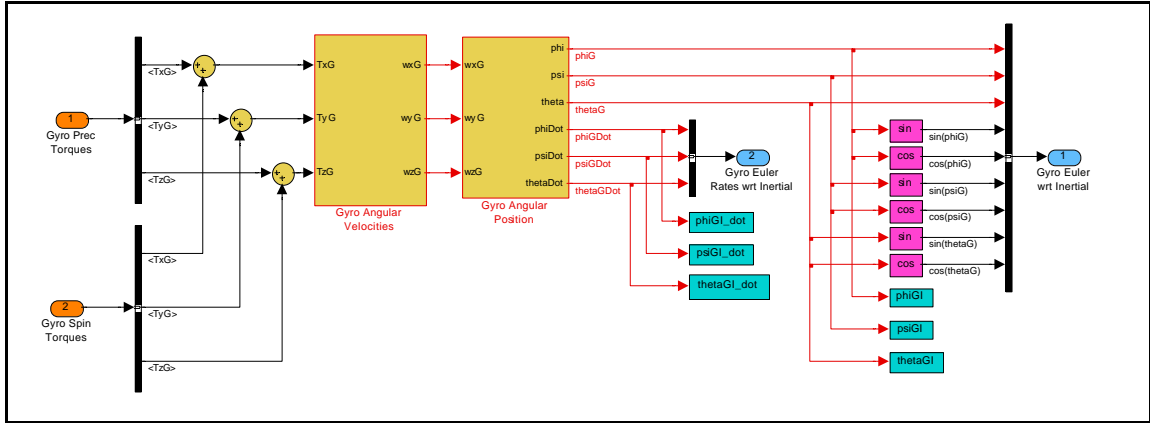 1
Gyro Prec
Torques
<TxG>
<TyG>
<TzG>
2
Gyro Spin
Torques
<TxG>
<TyG>
<TzG>
+
+
+
+
+
+
TxG
TyG
TzG
wxG
wyG
wzG
Gyro Angular
Velocities
wxG
wyG
wzG
phi
psi
theta
phiDot
psiDot
thetaDot
Gyro Angular
Position
phiG
psiG
thetaG
phiGDot
psiGDot
thetaGDot
2
Gyro Euler
Rates wrt Inertial
phiGI_dot
psiGI_dot
thetaGI_dot
sin
sin(phiG)
cos
cos(phiG)
sin
sin(psiG)
cos
cos(psiG)
sin
sin(thetaG)
cos
cos(thetaG)
phiGI
psiGI
thetaGI
1
Gyro Euler
wrt Inertial